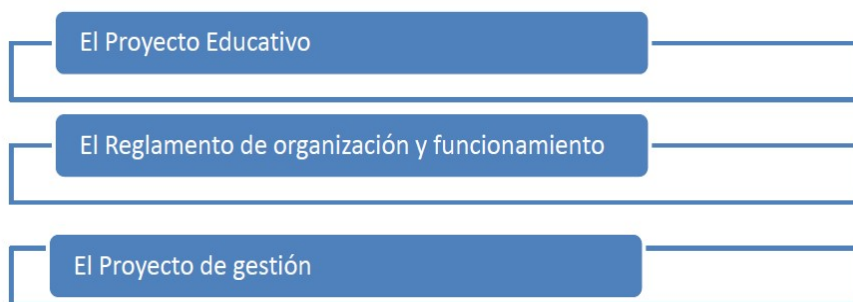 El Proyecto Educativo
El Reglamento de organización y funcionamiento
El Proyecto de gestión